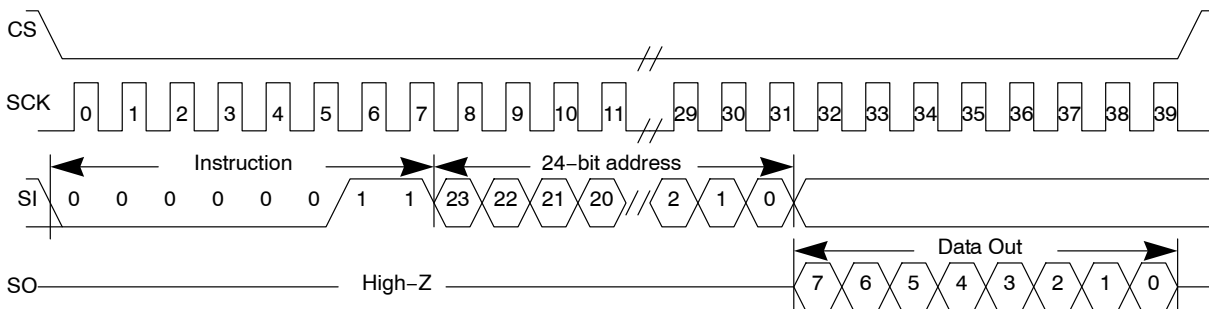 CS
SCK 0 1 2 3 4 5 6 7 8 9 10 11 29 30 31 32 33 34 35 36 37 38 39
Instruction 24−bit address
SI 0 0 0 0 0 0 1 1 23 22 21 20 2 1 0
Data Out
SO High−Z 7 6 5 4 3 2 1 0